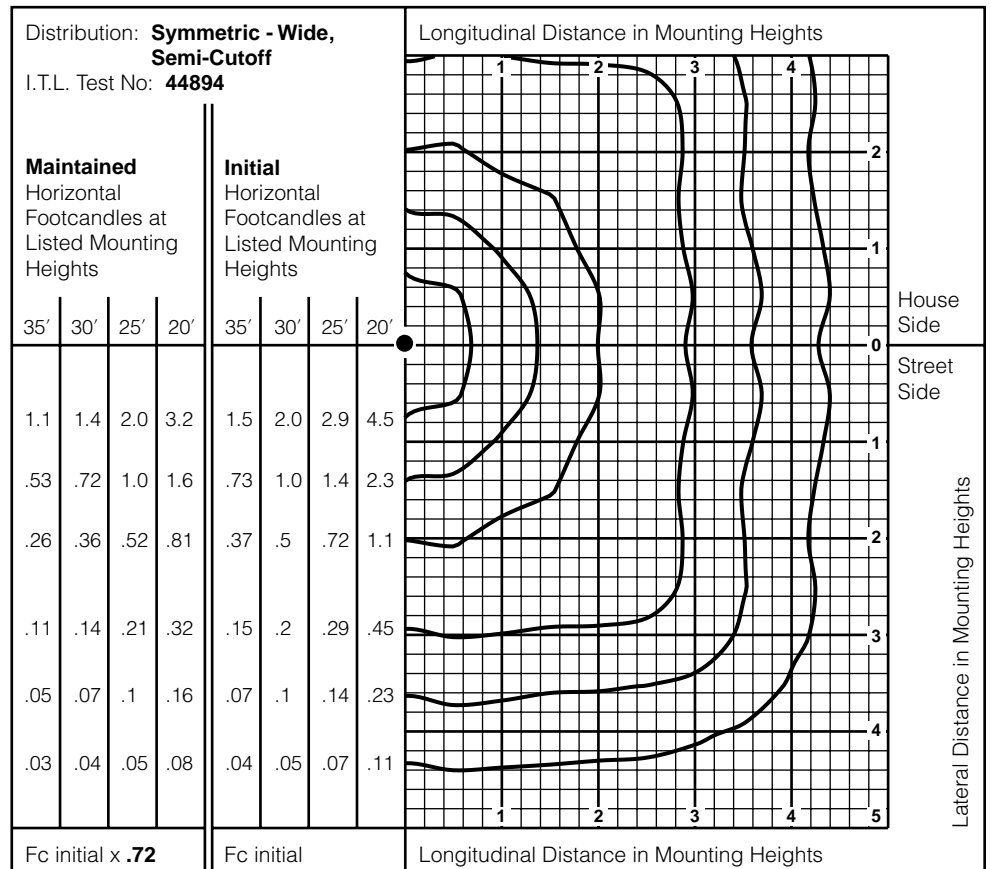 Distribution: Symmetric - Wide,
Semi-Cutoff
I.T.L. Test No: 44894
Maintained
Horizontal
Footcandles at
Listed Mounting
Heights
Initial
Horizontal
Footcandles at
Listed Mounting
Heights
35′ 30′ 25′ 20′ 35′ 30′ 25′ 20′
1.1 1.4 2.0 3.2 1.5 2.0 2.9 4.5
.53 .72 1.0 1.6 .73 1.0 1.4 2.3
.26 .36 .52 .81 .37 .5 .72 1.1
.11 .14 .21 .32 .15 .2 .29 .45
.05 .07 .1 .16 .07 .1 .14 .23
.03 .04 .05 .08 .04 .05 .07 .11
Fc initial x .72
Fc initial
Longitudinal Distance in Mounting Heights
1 2 3 4
2
1
0
1
2
3
4
1 2 3 4 5
House
Side
Street
Side
Lateral Distance in Mounting Heights
Longitudinal Distance in Mounting Heights